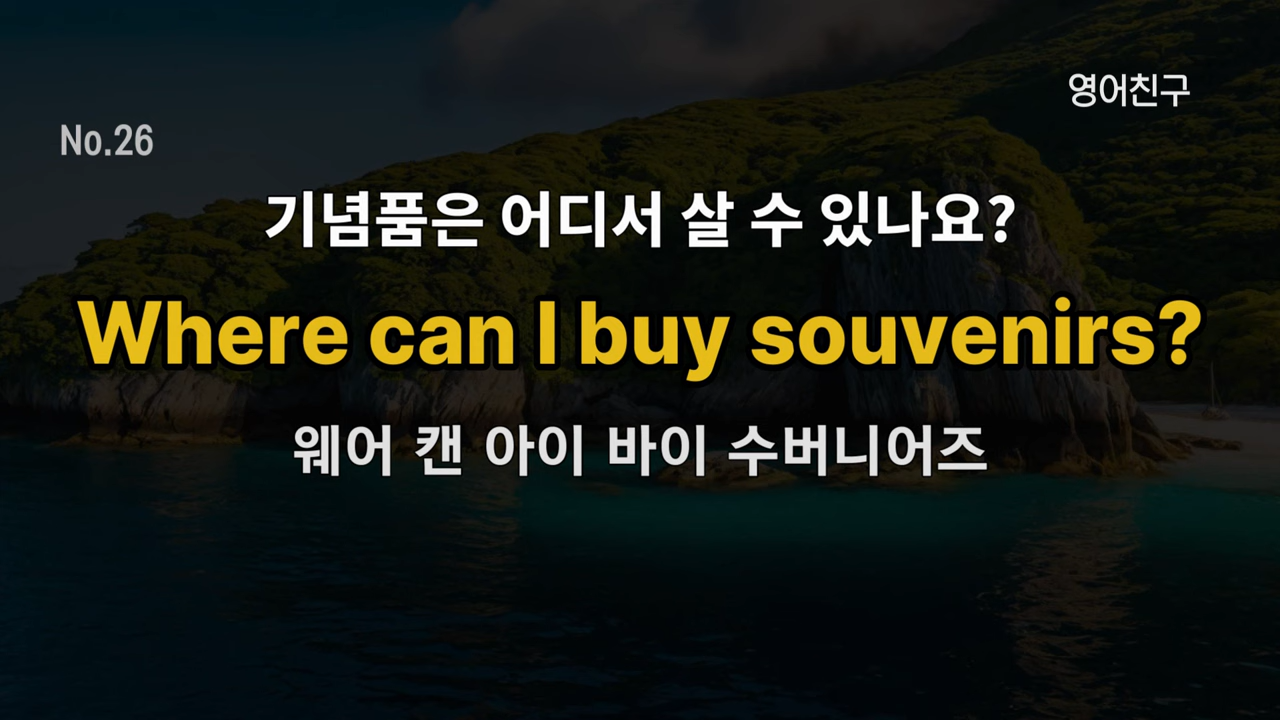 영어친구
No.26
기념품은 어디서 살 수 있나요?
Where can I buy souvenirs?
웨어 캔 아이 바이 수버니어즈